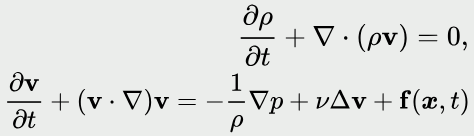 ∂ρ/∂t + ∇ · (ρ𝐯) = 0,
∂𝐯/∂t + (𝐯 · ∇)𝐯 = −1/ρ ∇p + νΔ𝐯 + 𝐟(𝒙, t)